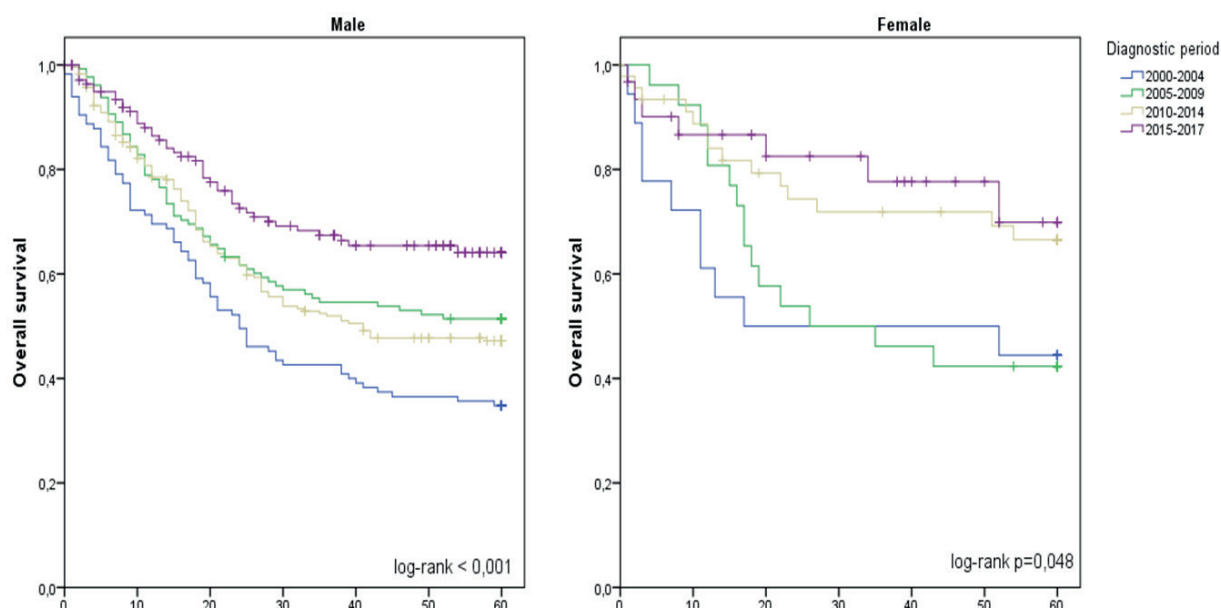 Male
Overall survival
1,0
0,8
0,6
0,4
0,2
0,0
0 10 20 30 40 50 60
log-rank < 0,001
Female
Overall survival
1,0
0,8
0,6
0,4
0,2
0,0
0 10 20 30 40 50 60
log-rank p=0,048
Diagnostic period
2000-2004
2005-2009
2010-2014
2015-2017